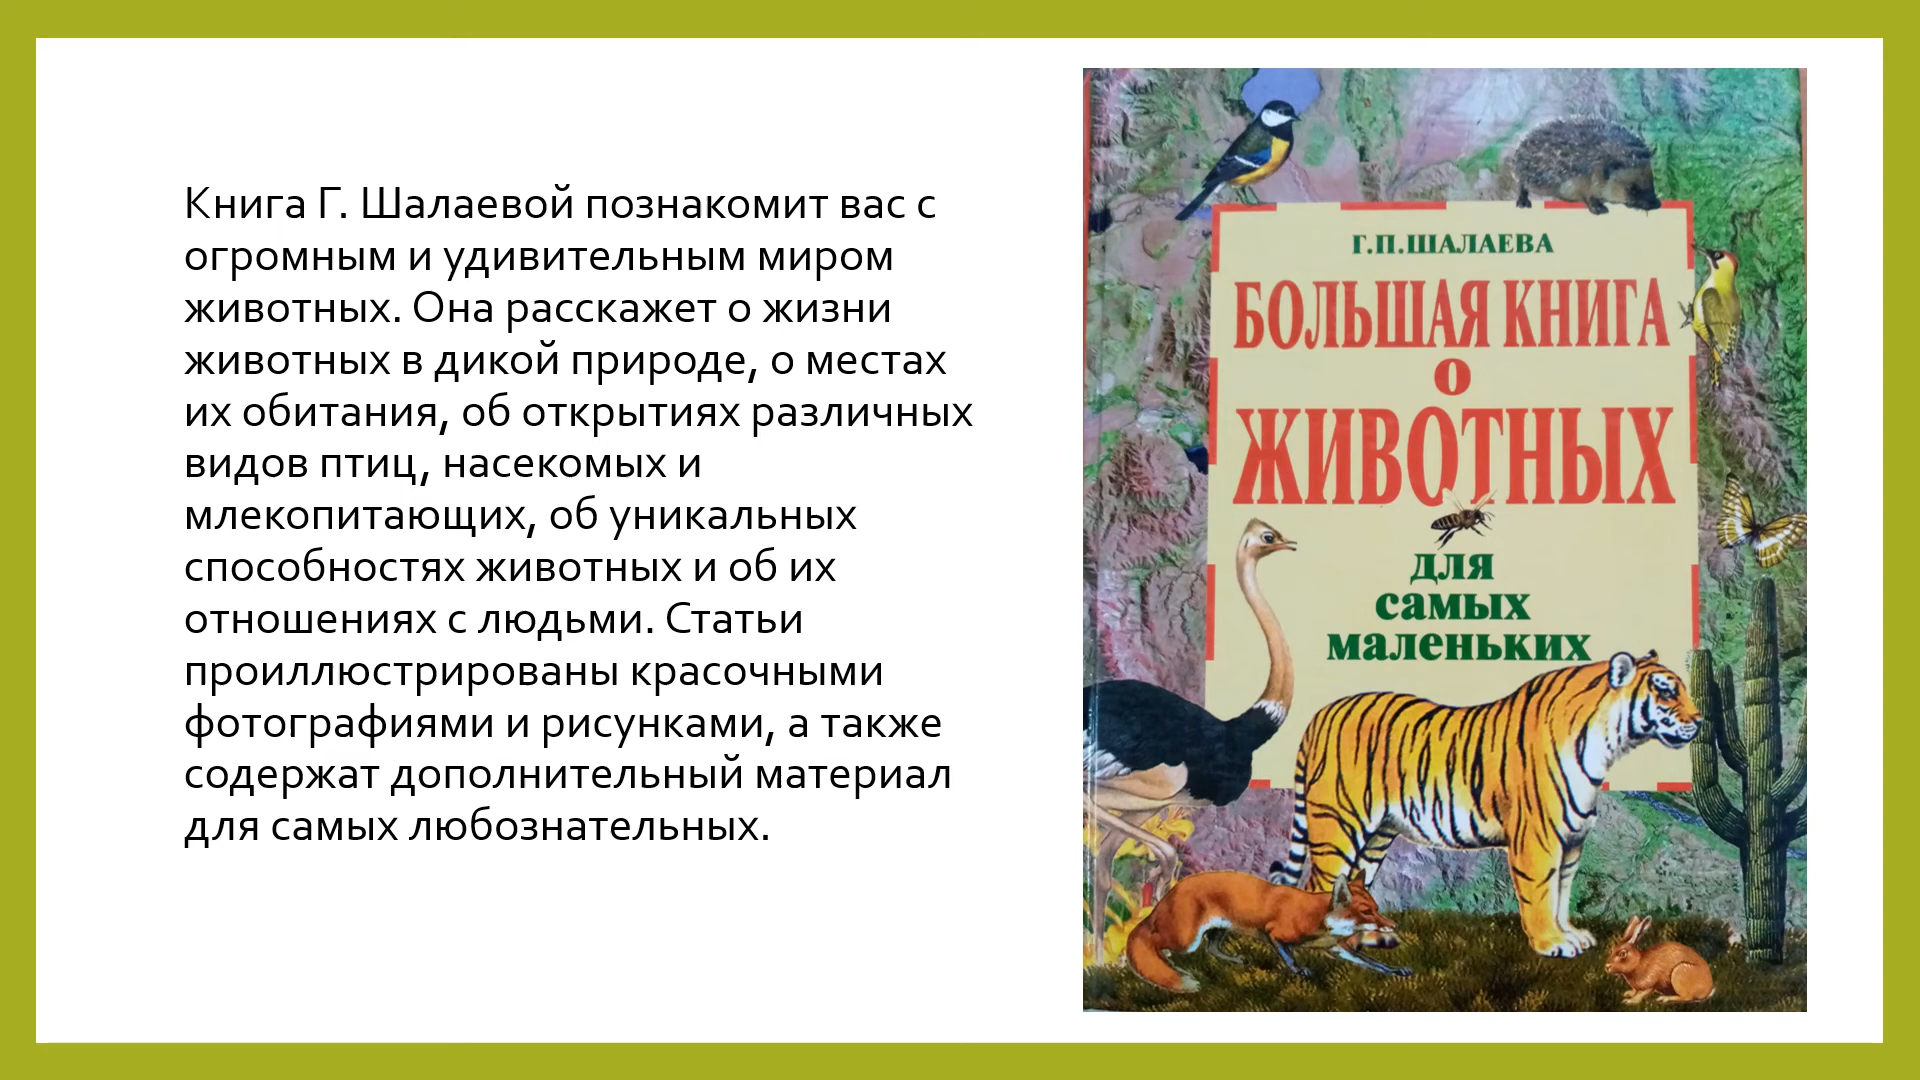 Книга Г. Шалаевой познакомит вас с
огромным и удивительным миром
животных. Она расскажет о жизни
животных в дикой природе, о местах
их обитания, об открытиях различных
видов птиц, насекомых и
млекопитающих, об уникальных
способностях животных и об их
отношениях с людьми. Статьи
проиллюстрированы красочными
фотографиями и рисунками, а также
содержат дополнительный материал
для самых любознательных.
Г.П.ШАЛАЕВА
БОЛЬШАЯ КНИГА
О
ЖИВОТНЫХ
для
самых
маленьких